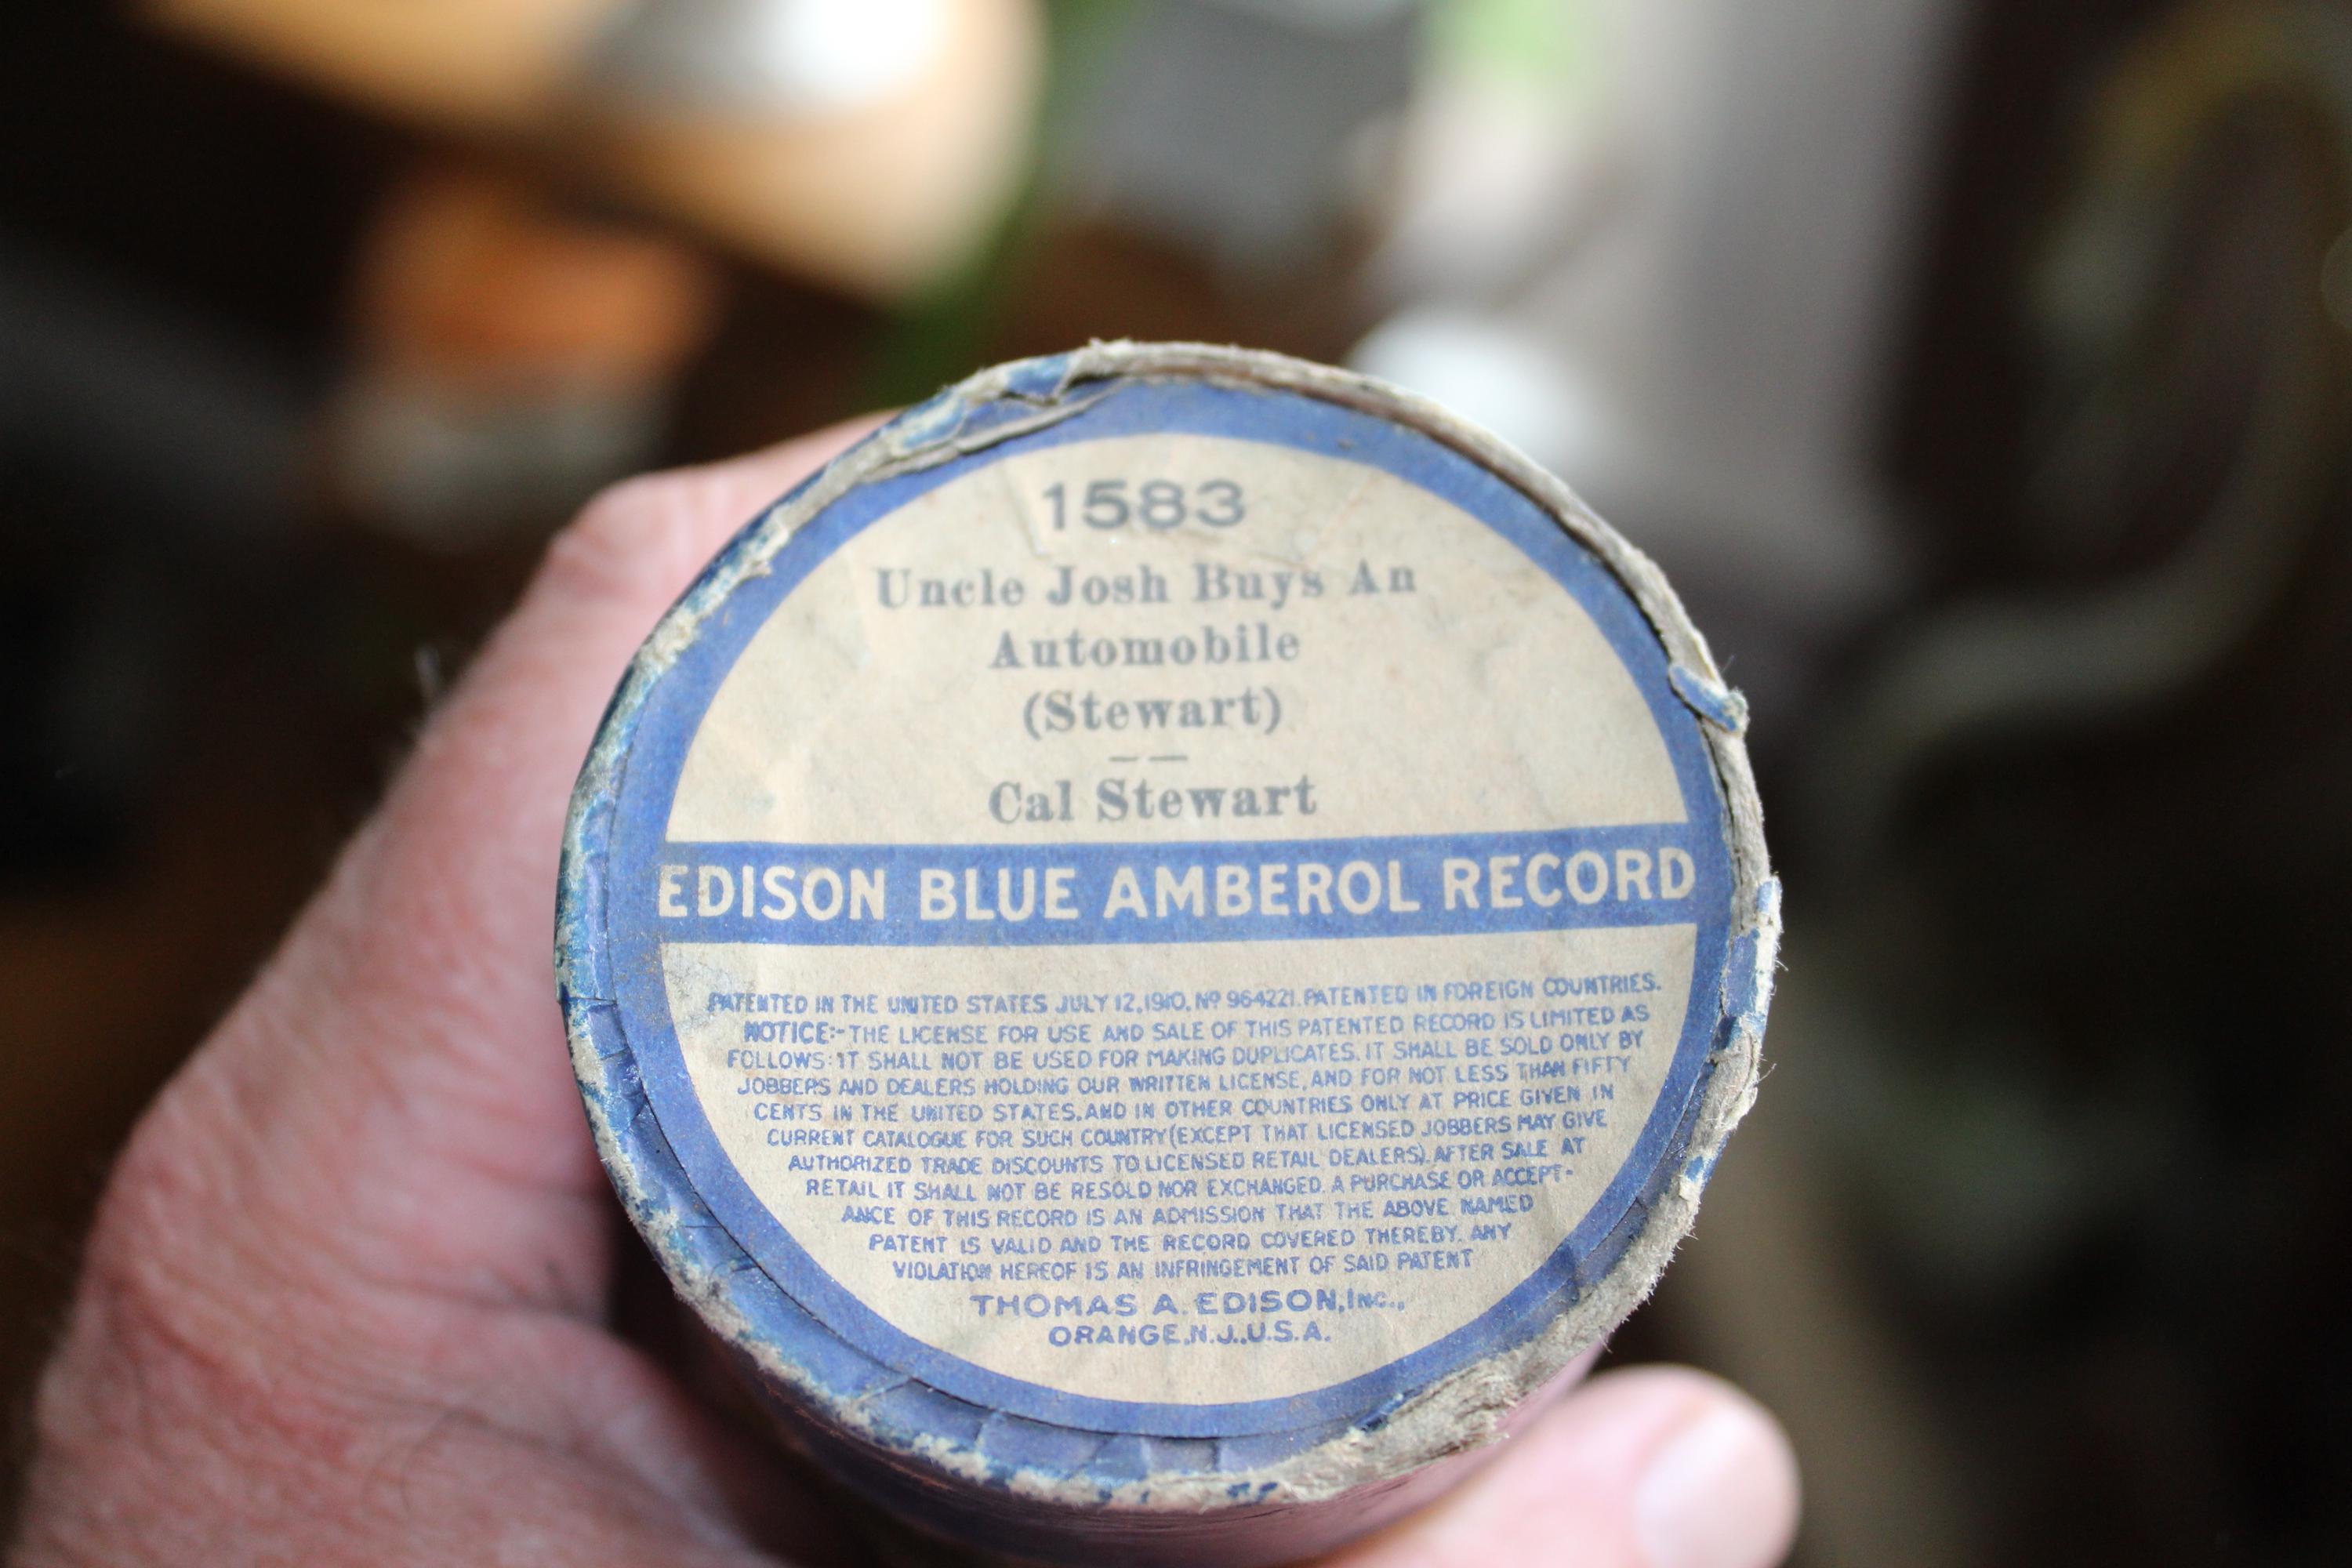 1583
Uncle Josh Buys An
Automobile
(Stewart)
——
Cal Stewart
EDISON BLUE AMBEROL RECORD
PATENTED IN THE UNITED STATES JULY 12,1910, No 964221. PATENTED IN FOREIGN COUNTRIES.
NOTICE:- THE LICENSE FOR USE AND SALE OF THIS PATENTED RECORD IS LIMITED AS
FOLLOWS: IT SHALL NOT BE USED FOR MAKING DUPLICATES. IT SHALL BE SOLD ONLY BY
JOBBERS AND DEALERS HOLDING OUR WRITTEN LICENSE, AND FOR NOT LESS THAN FIFTY
CENTS IN THE UNITED STATES. AND IN OTHER COUNTRIES ONLY AT PRICE GIVEN IN
CURRENT CATALOGUE FOR SUCH COUNTRY (EXCEPT THAT LICENSED JOBBERS MAY GIVE
AUTHORIZED TRADE DISCOUNTS TO LICENSED RETAIL DEALERS). AFTER SALE AT
RETAIL IT SHALL NOT BE RESOLD NOR EXCHANGED. A PURCHASE OR ACCEPT-
ANCE OF THIS RECORD IS AN ADMISSION THAT THE ABOVE NAMED
PATENT IS VALID AND THE RECORD COVERED THEREBY. ANY
VIOLATION HEREOF IS AN INFRINGEMENT OF SAID PATENT
THOMAS A. EDISON, INC.,
ORANGE, N.J., U.S.A.